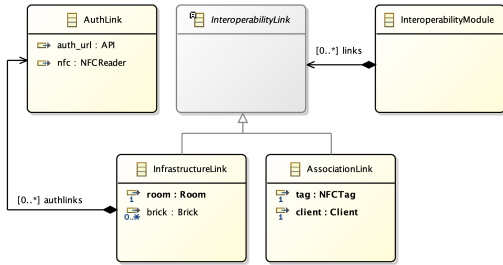 AuthLink
auth_url : API
nfc : NFCReader
InteroperabilityLink
InteroperabilityModule
[0..*] links
InfrastructureLink
room : Room
1
brick : Brick
0..*
AssociationLink
tag : NFCTag
1
client : Client
1
[0..*] authlinks